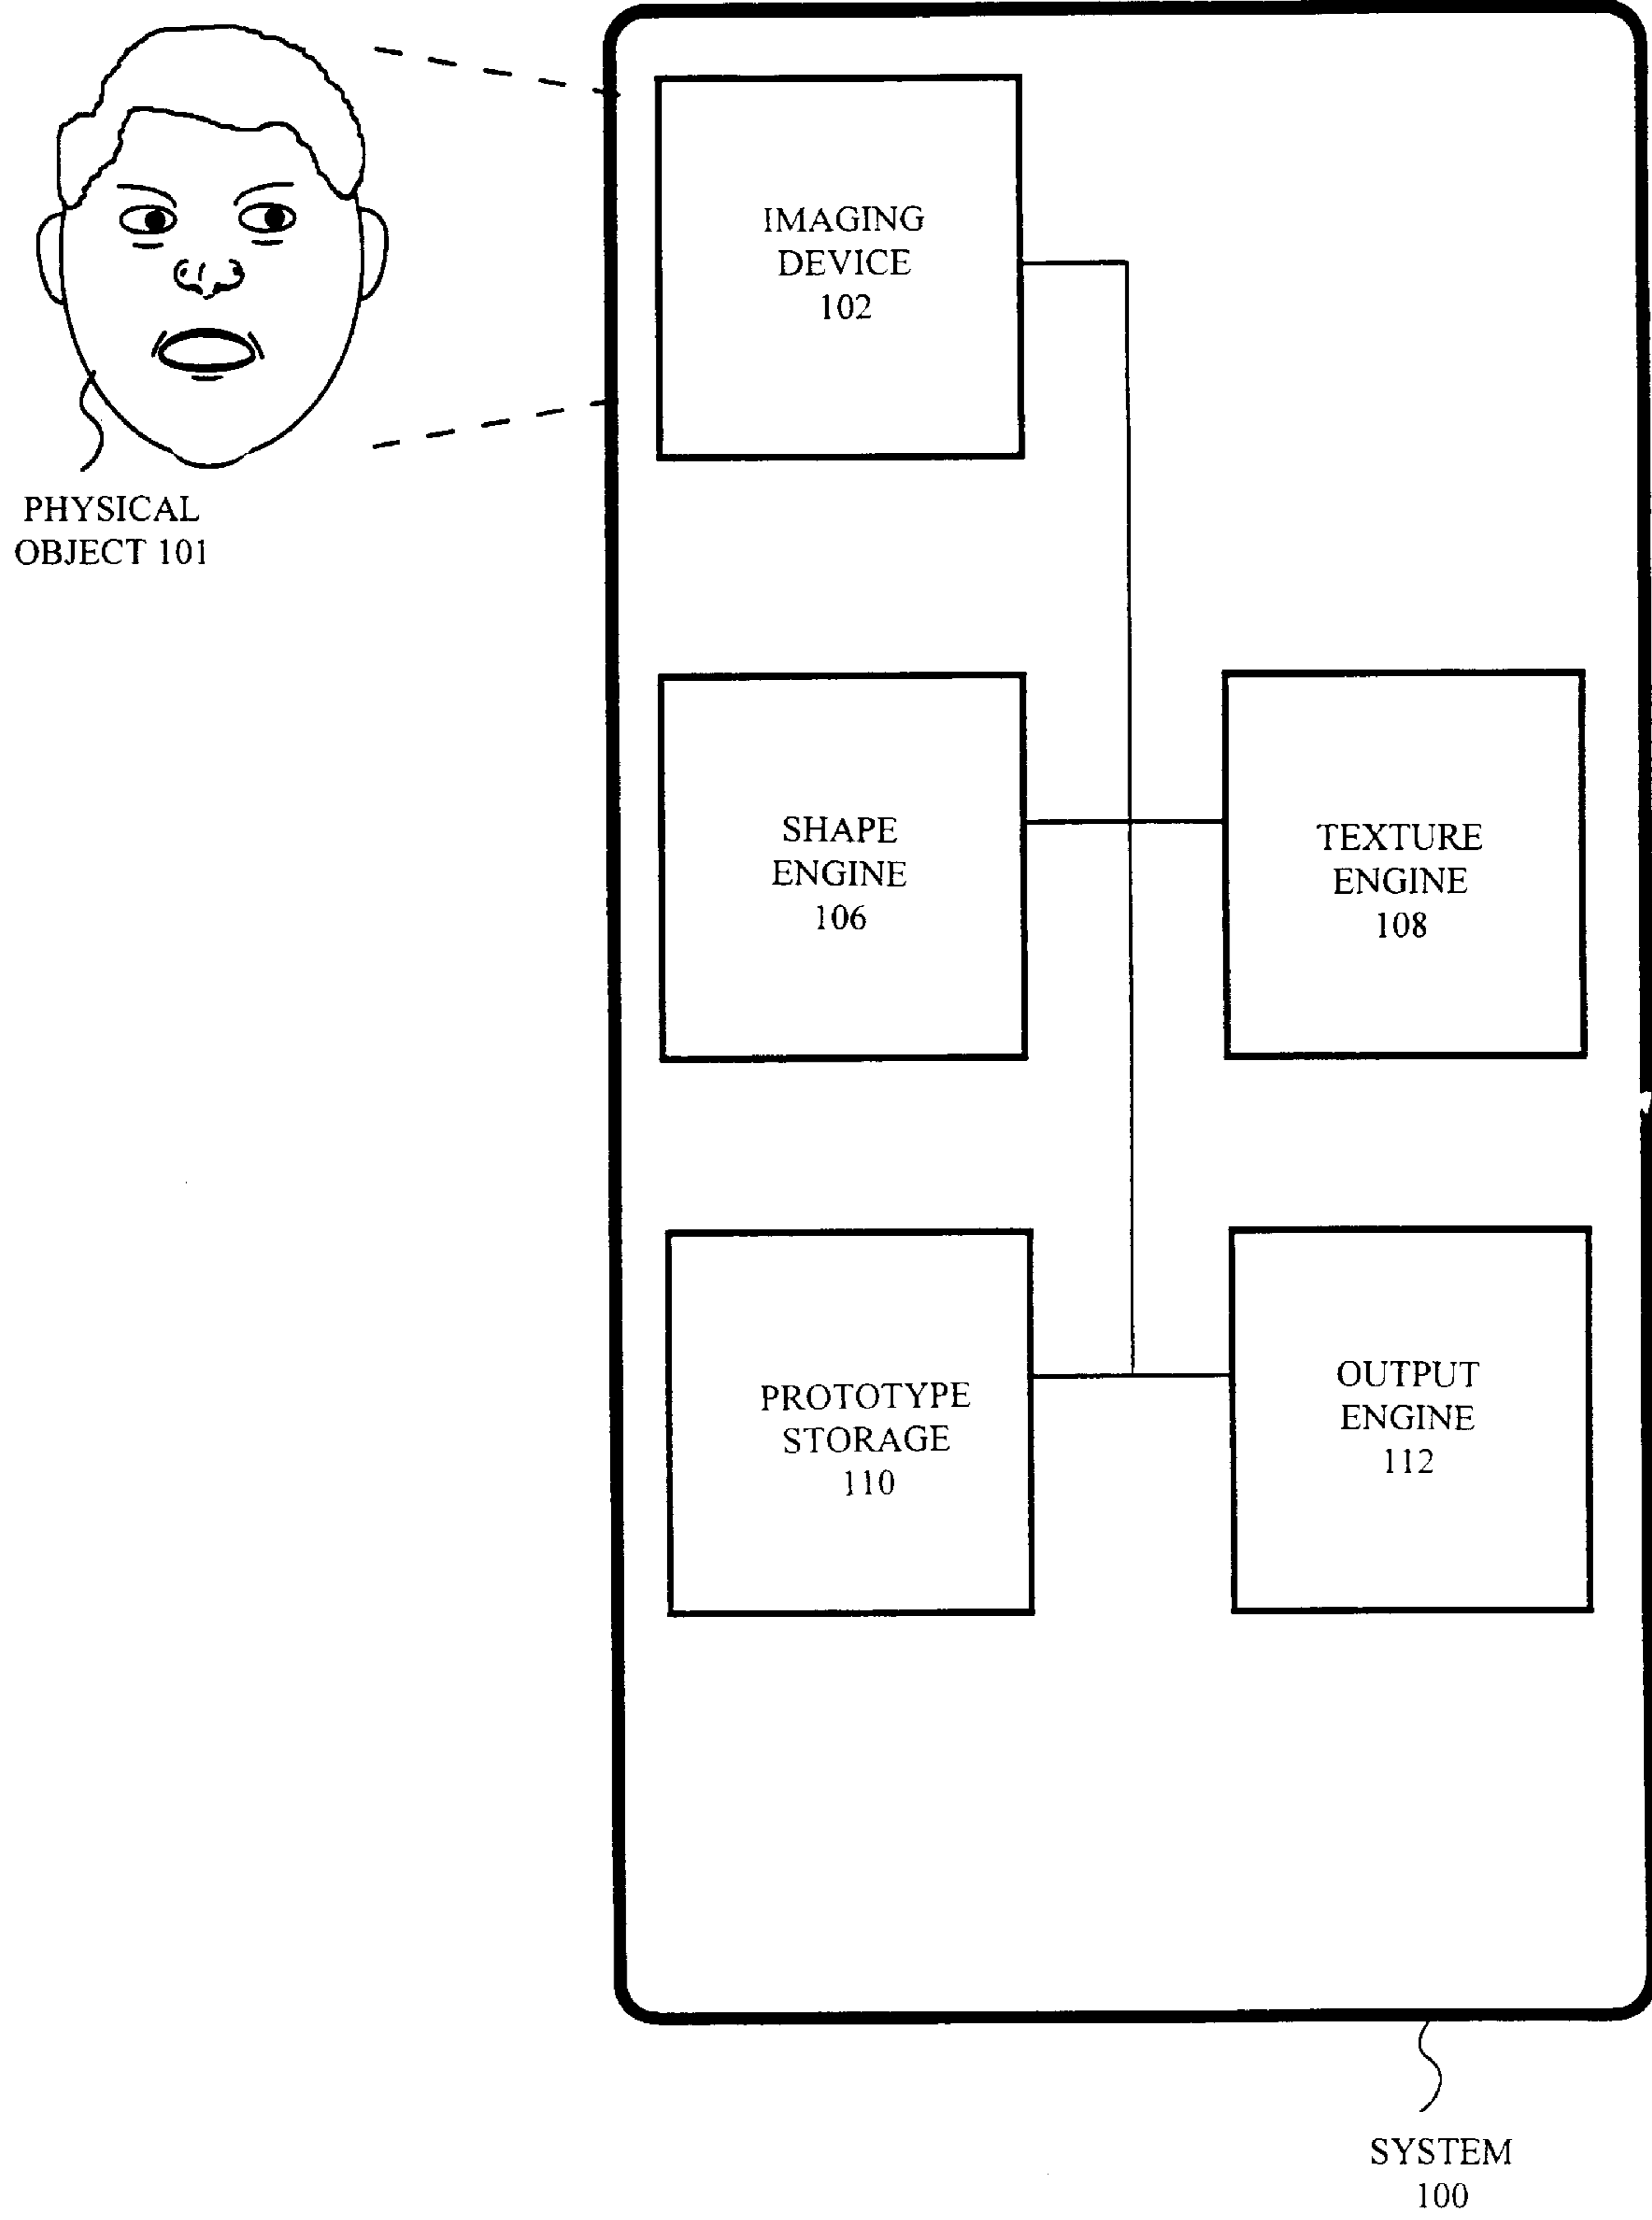 IMAGING
DEVICE
102
PHYSICAL
OBJECT 101
SHAPE
ENGINE
106
TEXTURE
ENGINE
108
PROTOTYPE
STORAGE
110
OUTPUT
ENGINE
112
SYSTEM
100